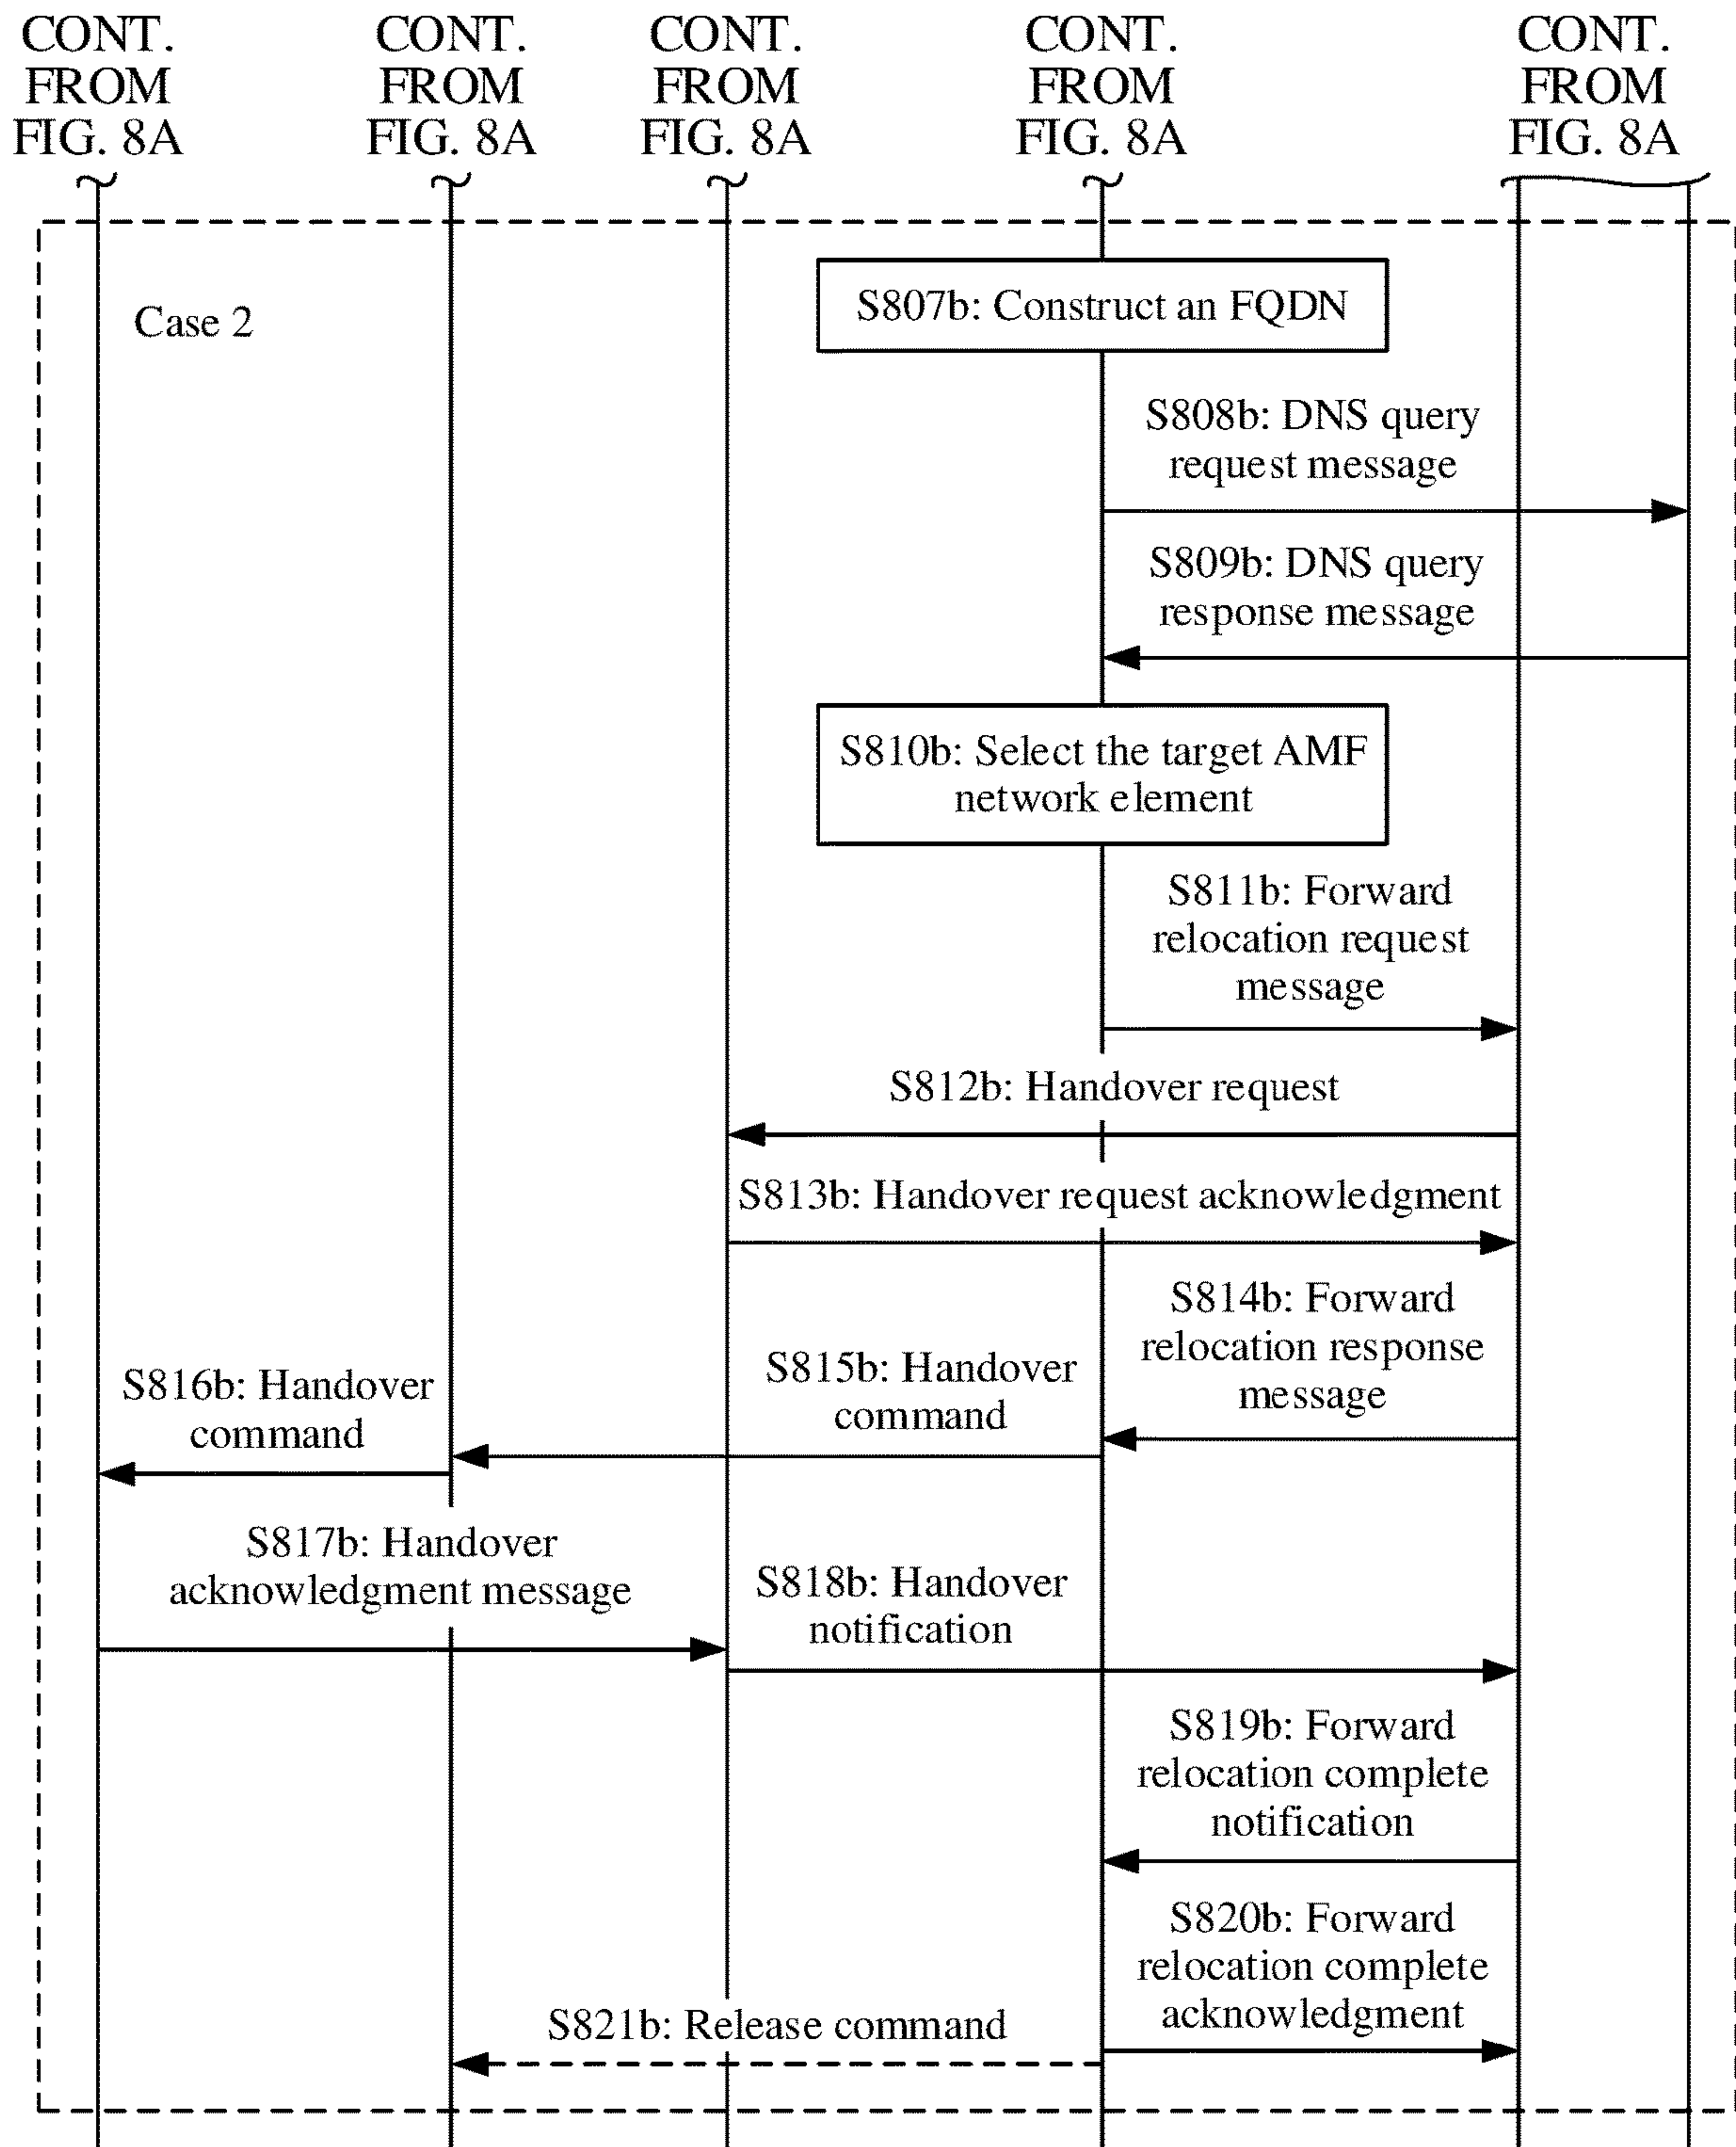 CONT.
FROM
FIG. 8A
CONT.
FROM
FIG. 8A
CONT.
FROM
FIG. 8A
CONT.
FROM
FIG. 8A
CONT.
FROM
FIG. 8A
Case 2
S807b: Construct an FQDN
S808b: DNS query
request message
S809b: DNS query
response message
S810b: Select the target AMF
network element
S811b: Forward
relocation request
message
S812b: Handover request
S813b: Handover request acknowledgment
S814b: Forward
relocation response
message
S815b: Handover
command
S816b: Handover
command
S817b: Handover
acknowledgment message
S818b: Handover
notification
S819b: Forward
relocation complete
notification
S820b: Forward
relocation complete
acknowledgment
S821b: Release command